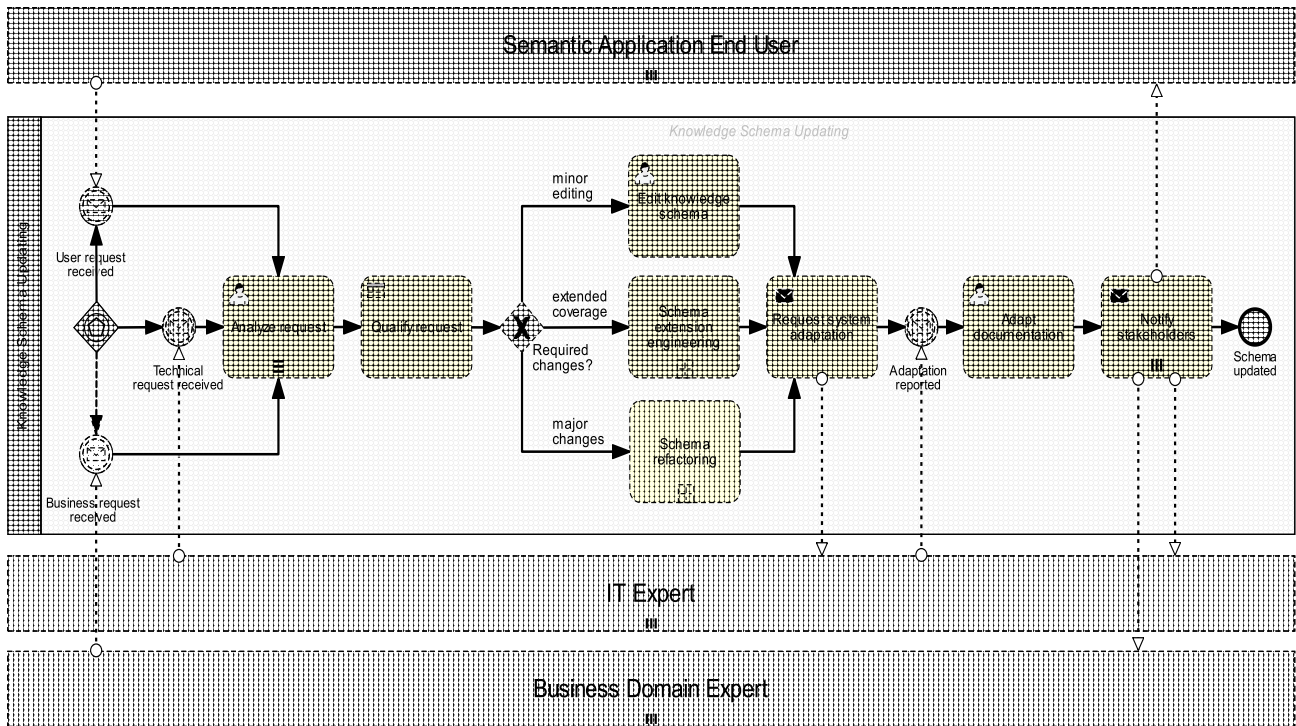 Semantic Application End User
Knowledge Schema Updating
Knowledge Schema Updating
User request
received
Technical
request received
Business request
received
Analyze request
Qualify request
Required
changes?
minor
editing
extended
coverage
major
changes
Edit knowledge
schema
Schema
extension
engineering
Schema
refactoring
Request system
adaptation
Adaptation
reported
Adapt
documentation
Notify
stakeholders
Schema
updated
IT Expert
Business Domain Expert